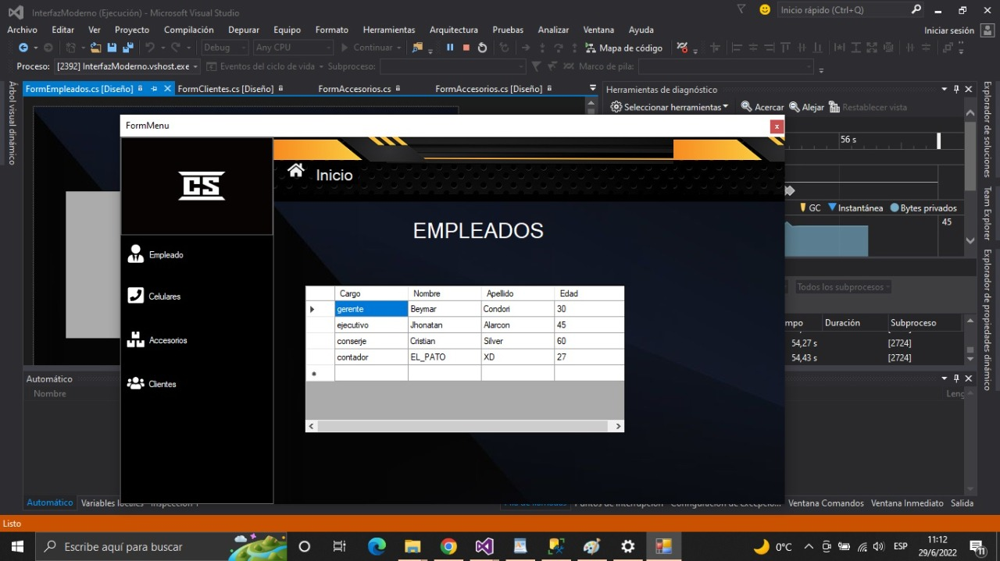 InterfazModerno (Ejecución) - Microsoft Visual Studio
Inicio rápido (Ctrl+Q)
Archivo Editar Ver Proyecto Compilación Depurar Equipo Formato Herramientas Arquitectura Pruebas Analizar Ventana Ayuda Iniciar sesión
Debug Any CPU Continuar Mapa de código
Proceso: [2392] InterfazModerno.vshost.exe Eventos del ciclo de vida Subproceso: Marco de pila:
FormEmpleados.cs [Diseño] FormClientes.cs [Diseño] FormAccesorios.cs FormAccesorios.cs [Diseño] Herramientas de diagnóstico
Árbol visual dinámico
Seleccionar herramientas Acercar Alejar Restablecer vista
FormMenu x
56 s
CS
Inicio
GC Instantánea Bytes privados
45
EMPLEADOS
Empleado
Celulares
Accesorios
Clientes
Cargo Nombre Apellido Edad
gerente Beymar Condori 30
ejecutivo Jhonatan Alarcon 45
conserje Cristian Silver 60
contador EL_PATO XD 27
Todos los subprocesos
mpo Duración Subproceso
54,27 s [2724]
54,43 s [2724]
Explorador de soluciones
Team Explorer
Explorador de propiedades dinámico
Automático
Nombre
Leng
Automático Variables locales Inspección 1 Pila de llamadas Puntos de interrupción Configuración de excepcio... Ventana Comandos Ventana Inmediato Salida
Listo
Escribe aquí para buscar
0°C ESP
11:12
29/6/2022
11